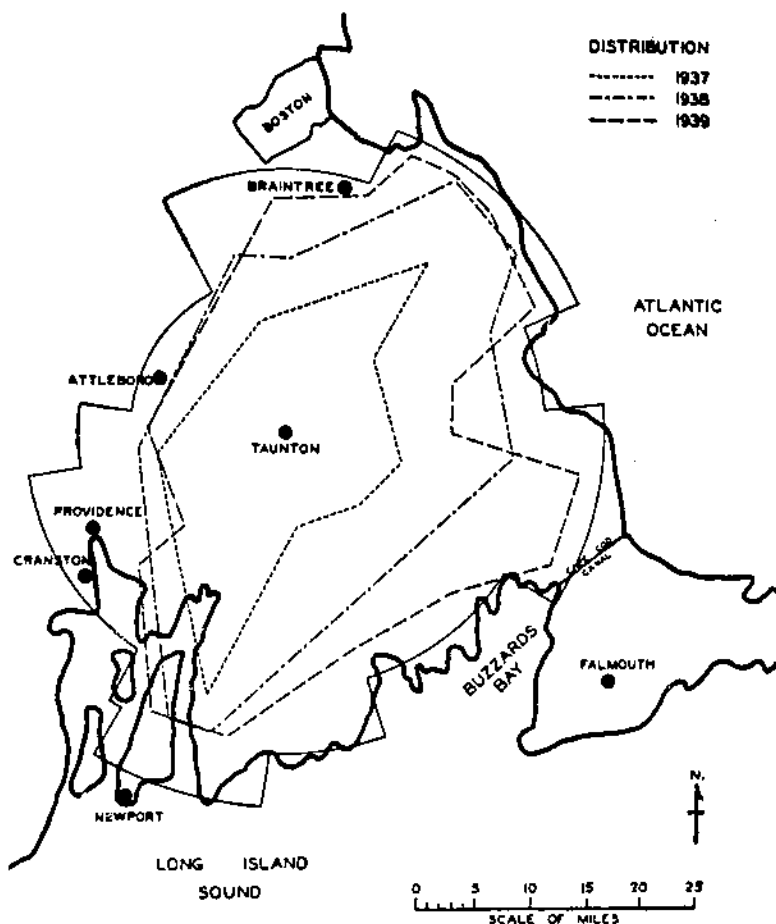 DISTRIBUTION
1937
1938
1939
BOSTON
BRAINTREE
ATLANTIC
OCEAN
ATTLEBORO
TAUNTON
PROVIDENCE
CRANSTON
CAPE COD
CANAL
BUZZARDS
BAY
FALMOUTH
NEWPORT
N.
LONG ISLAND
SOUND
0 5 10 15 20 25
SCALE OF MILES